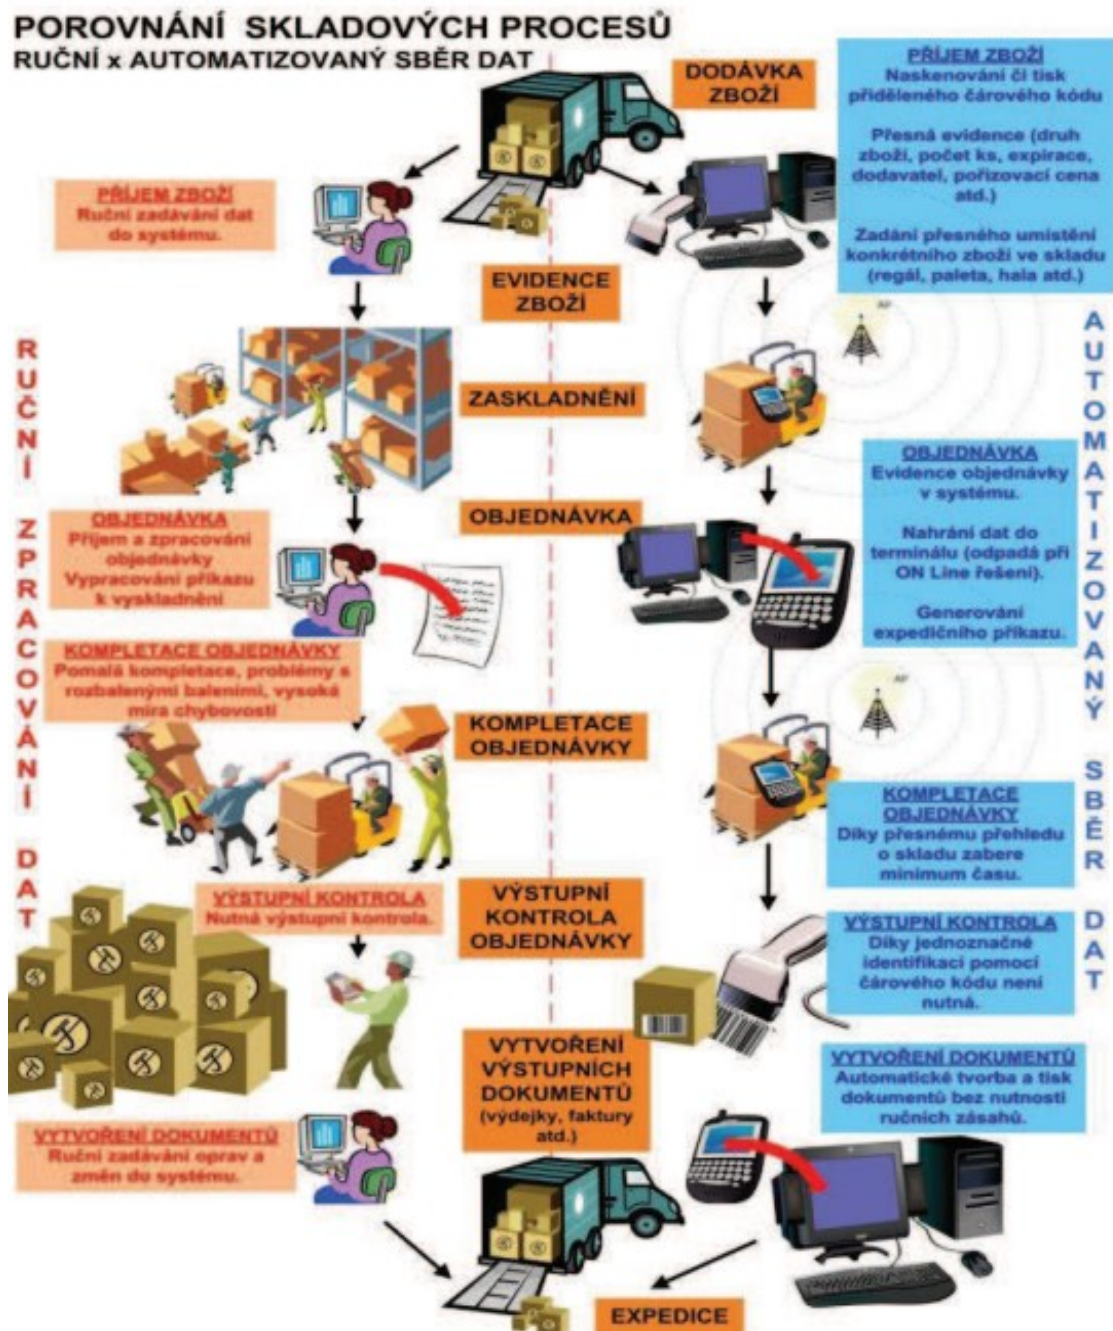 POROVNÁNÍ SKLADOVÝCH PROCESŮ
RUČNÍ x AUTOMATIZOVANÝ SBĚR DAT
DODÁVKA
ZBOŽÍ
PŘÍJEM ZBOŽÍ
Naskenování čl tisk
přiděleného čárového kódu
Přesná evidence (druh
zboží, počet ks, expirace,
dodavatel, pořizovací cena
atd.)
Zadání přesného umístění
konkrétního zboží ve skladu
(regál, paleta, hala atd.)
PŘÍJEM ZBOŽÍ
Ruční zadávání dat
do systému.
EVIDENCE
ZBOŽÍ
AP
RUČNÍ ZPRACOVÁNÍ DAT
AUTOMATIZOVANÝ SBĚR DAT
ZASKLADNĚNÍ
OBJEDNÁVKA
Evidence objednávky
v systému.
Nahrání dat do
terminálu (odpadá při
ON Line řešení).
Generování
expedičního příkazu.
OBJEDNÁVKA
OBJEDNÁVKA
Příjem a zpracování
objednávky
Vypracování příkazu
k vyskladnění
KOMPLETACE OBJEDNÁVKY
Pomalá kompletace, problémy s
rozbalenými baleními, vysoká
míra chybovosti
AP
KOMPLETACE
OBJEDNÁVKY
KOMPLETACE
OBJEDNÁVKY
Díky přesnému přehledu
o skladu zabere
minimum času.
VÝSTUPNÍ KONTROLA
Nutná výstupní kontrola.
VÝSTUPNÍ
KONTROLA
OBJEDNÁVKY
VÝSTUPNÍ KONTROLA
Díky jednoznačné
identifikaci pomocí
čárového kódu není
nutná.
VYTVOŘENÍ
VÝSTUPNÍCH
DOKUMENTŮ
(výdejky, faktury
atd.)
VYTVOŘENÍ DOKUMENTŮ
Automatické tvorba a tisk
dokumentů bez nutnosti
ručních zásahů.
VYTVOŘENÍ DOKUMENTŮ
Ruční zadávání oprav a
změn do systému.
EXPEDICE